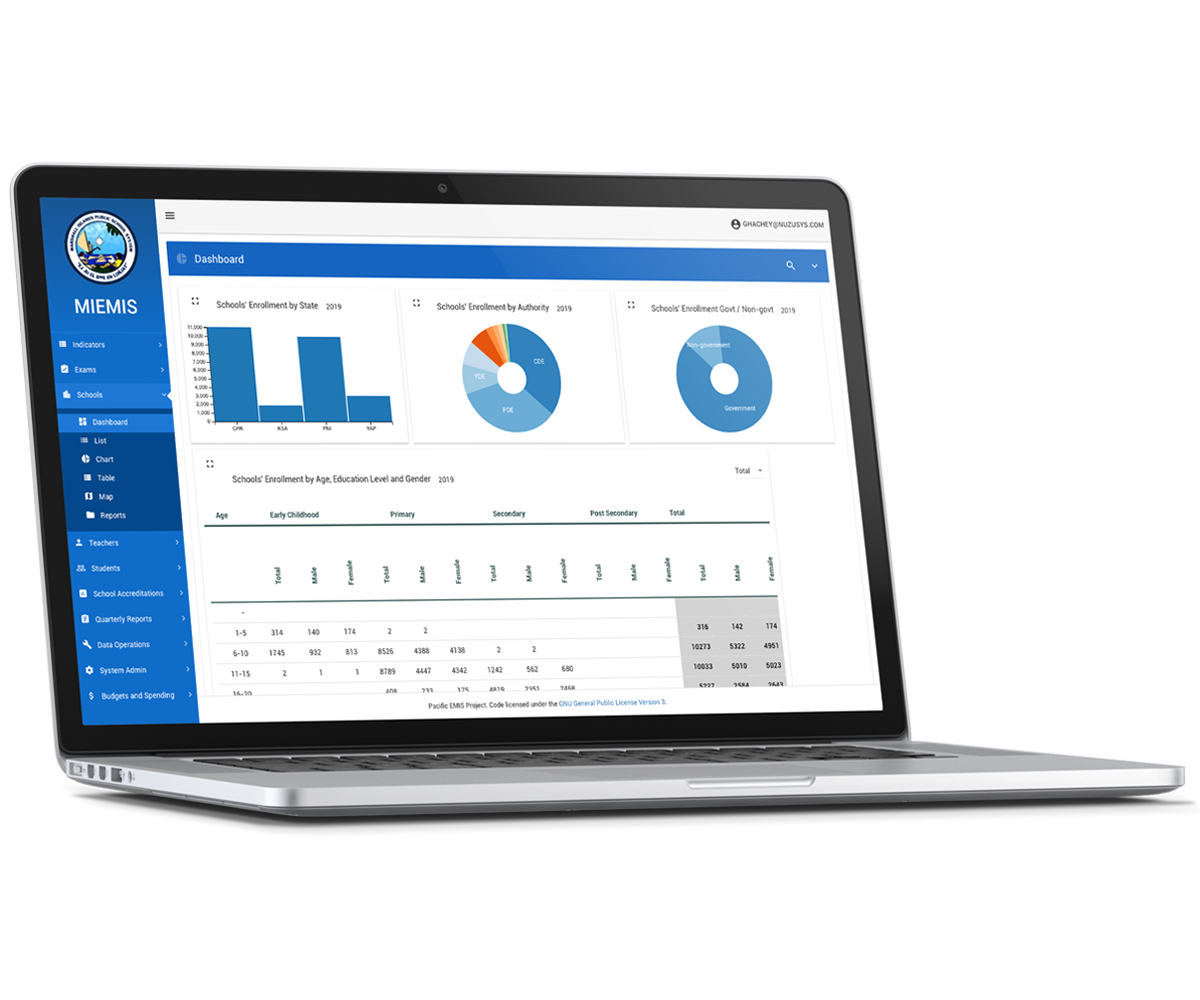 MARSHALL ISLANDS PUBLIC SCHOOL SYSTEM
MIEMIS
Indicators
Exams
Schools
Dashboard
List
Chart
Table
Map
Reports
Teachers
Students
School Accreditations
Quarterly Reports
Data Operations
System Admin
Budgets and Spending
GHACHEY@NUZUSYS.COM
Dashboard
Schools' Enrollment by State 2019
11,000
10,000
9,000
8,000
7,000
6,000
5,000
4,000
3,000
2,000
1,000
0
CHK KSA PNI YAP
Schools' Enrollment by Authority 2019
CDE
YDE
PDE
Schools' Enrollment Govt / Non-govt 2019
Non-government
Government
Schools' Enrollment by Age, Education Level and Gender 2019
Total
Age Early Childhood Primary Secondary Post Secondary Total
Total Male Female Total Male Female Total Male Female Total Male Female Total Male Female
-
1-5 314 140 174 2 2 316 142 174
6-10 1745 932 813 8526 4388 4138 2 2 10273 5322 4951
11-15 2 1 1 8789 4447 4342 1242 562 680 10033 5010 5023
16-20 408 233 175 4819 2351 2468 5227 2584 2643
Pacific EMIS Project. Code licensed under the GNU General Public License Version 3.